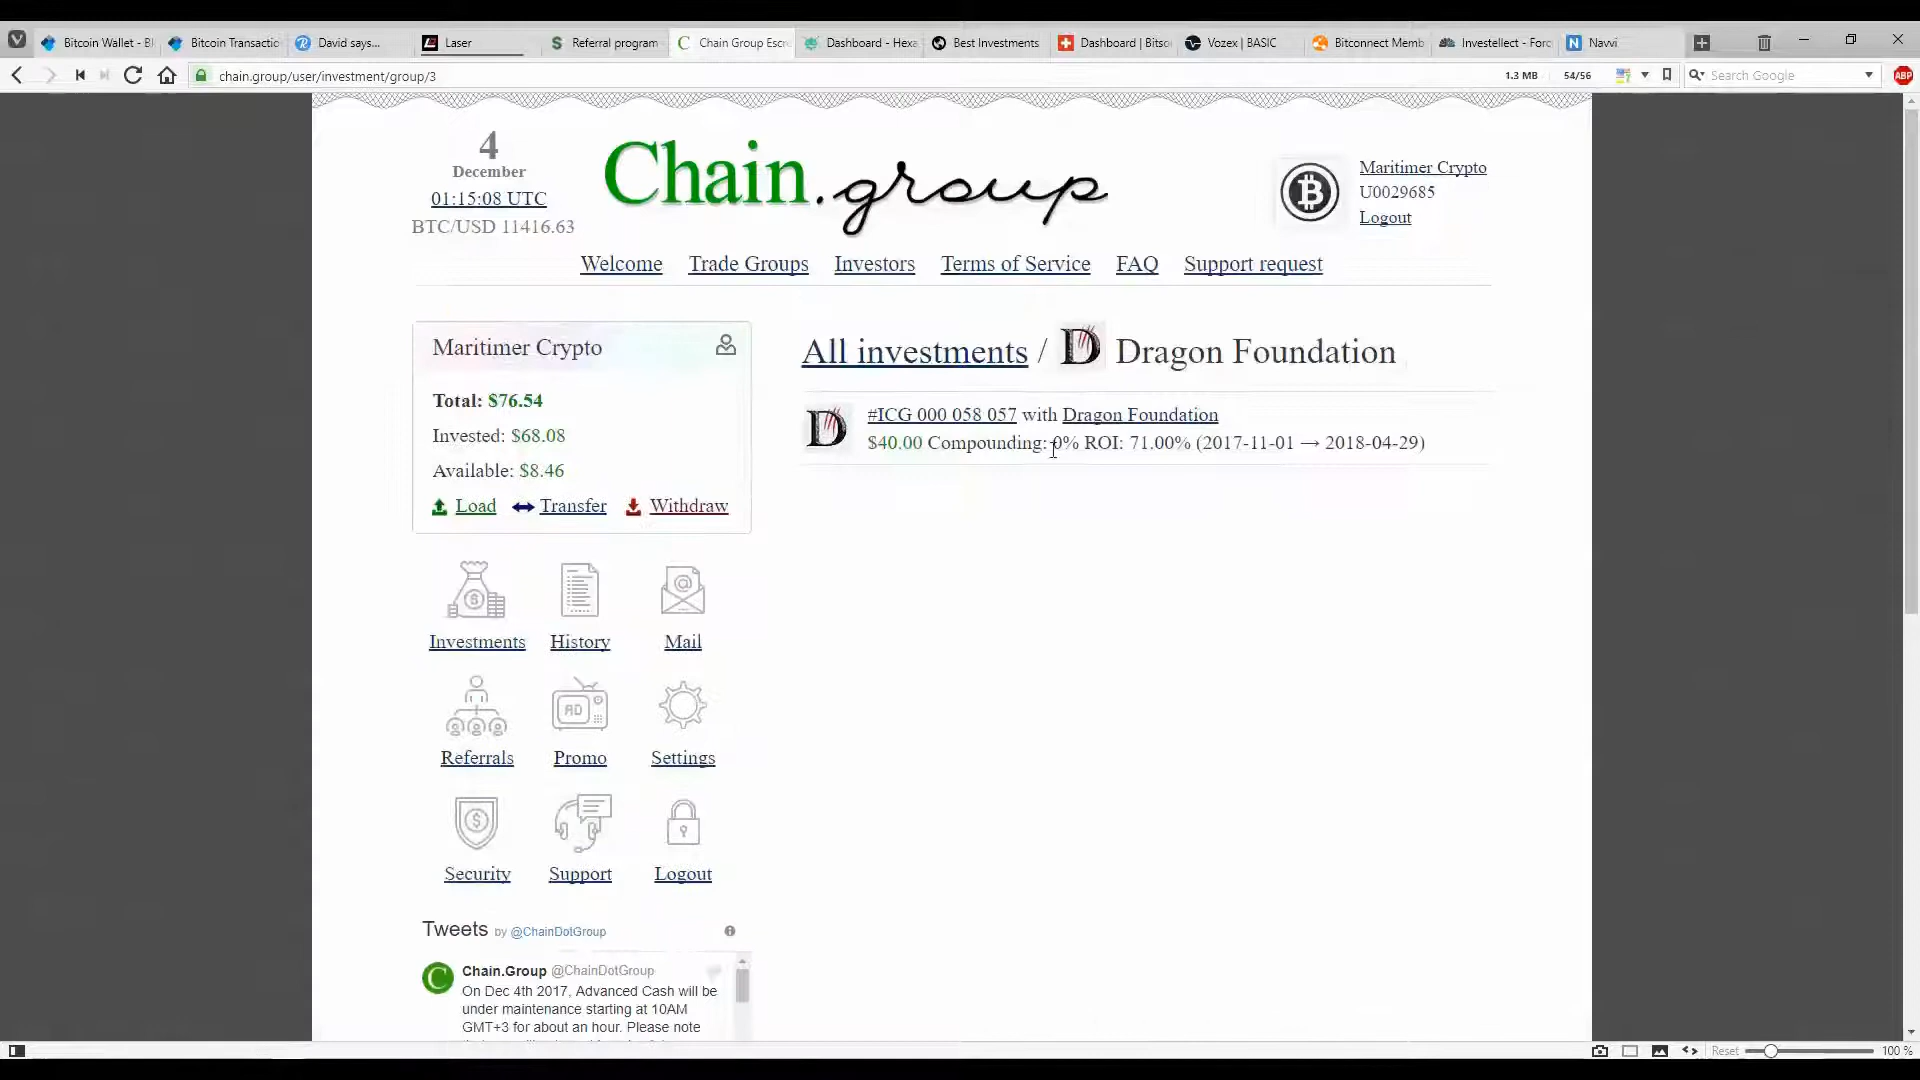 Bitcoin Wallet - Bl
Bitcoin Transactio
David says...
Laser
Referral program
Chain Group Escr
Dashboard - Hexa
Best Investments
Dashboard | Bitso
Vozex | BASIC
Bitconnect Memb
Investellect - Forc
Navvi
chain.group/user/investment/group/3
1.3 MB
54/56
Search Google
ABP
4
December
01:15:08 UTC
BTC/USD 11416.63
Chain.group
Maritimer Crypto
U0029685
Logout
Welcome Trade Groups Investors Terms of Service FAQ Support request
Maritimer Crypto
Total: $76.54
Invested: $68.08
Available: $8.46
Load Transfer Withdraw
All investments / D Dragon Foundation
D
#ICG 000 058 057 with Dragon Foundation
$40.00 Compounding: 0% ROI: 71.00% (2017-11-01 → 2018-04-29)
Investments History Mail
AD
Referrals Promo Settings
Security Support Logout
Tweets by @ChainDotGroup
C
Chain.Group @ChainDotGroup
On Dec 4th 2017, Advanced Cash will be
under maintenance starting at 10AM
GMT+3 for about an hour. Please note
Reset
100 %